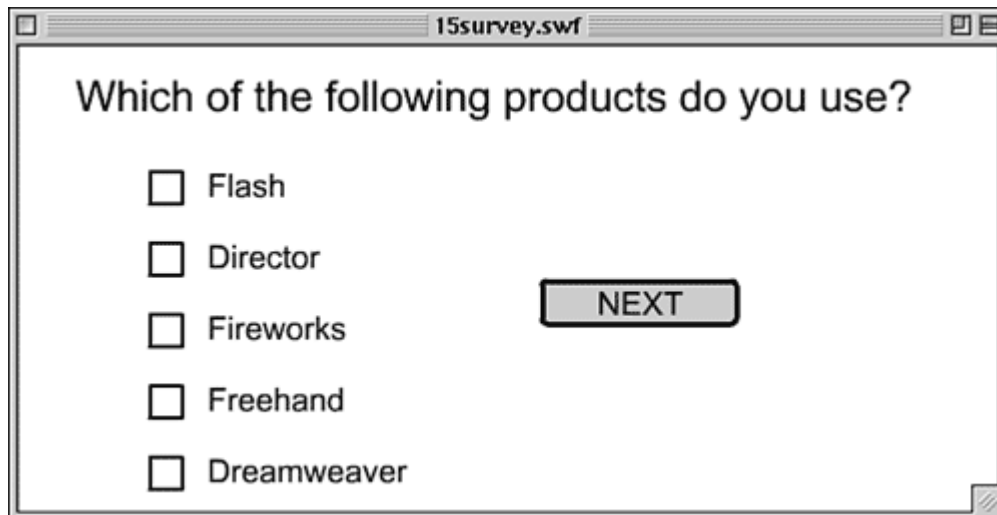 15survey.swf
Which of the following products do you use?
Flash
Director
Fireworks
Freehand
Dreamweaver
NEXT